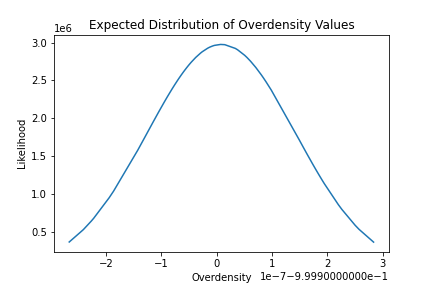 Expected Distribution of Overdensity Values
1e6
3.0
2.5
2.0
1.5
1.0
0.5
Likelihood
−2 −1 0 1 2 3
Overdensity 1e−7−9.9990000000e−1